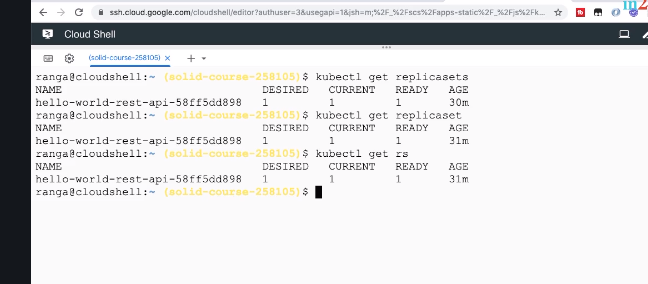 ssh.cloud.google.com/cloudshell/editor?authuser=3&usegapi=1&jsh=m;%2F_%2Fscs%2Fapps-static%2F_%2Fjs%2Fk...
in2
Cloud Shell
(solid-course-258105) × + ▾
ranga@cloudshell:~ (solid-course-258105)$ kubectl get replicasets
NAME DESIRED CURRENT READY AGE
hello-world-rest-api-58ff5dd898 1 1 1 30m
ranga@cloudshell:~ (solid-course-258105)$ kubectl get replicaset
NAME DESIRED CURRENT READY AGE
hello-world-rest-api-58ff5dd898 1 1 1 31m
ranga@cloudshell:~ (solid-course-258105)$ kubectl get rs
NAME DESIRED CURRENT READY AGE
hello-world-rest-api-58ff5dd898 1 1 1 31m
ranga@cloudshell:~ (solid-course-258105)$